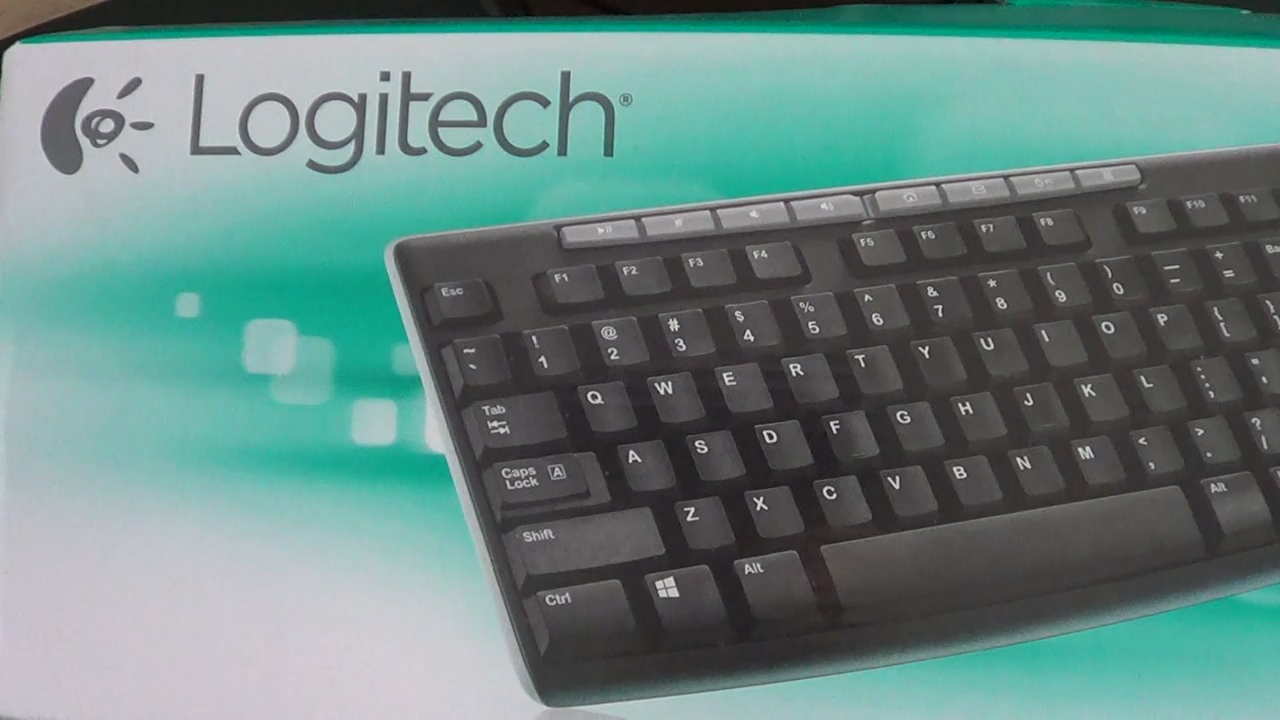 Logitech®
F1 F2 F3 F4 F5 F6 F7 F8 F9 F10 F11
Esc
~ ! @ # $ % ^ & * ( ) — +
` 1 2 3 4 5 6 7 8 9 0 - =
Tab Q W E R T Y U I O P { [
Caps Lock A A S D F G H J K L : ;
Shift Z X C V B N M < , > . ? /
Ctrl Alt Alt